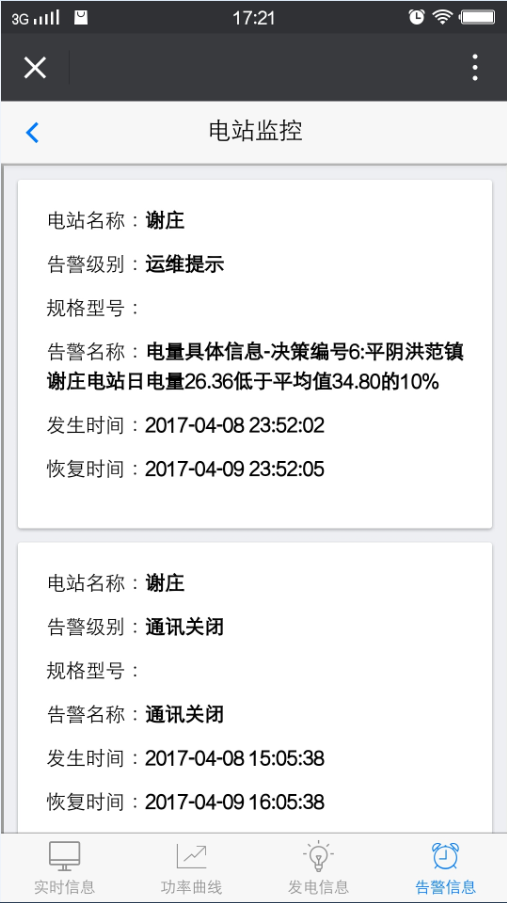 3G 17:21
电站监控
电站名称：谢庄
告警级别：运维提示
规格型号：
告警名称：电量具体信息-决策编号6:平阴洪范镇
谢庄电站日电量26.36低于平均值34.80的10%
发生时间：2017-04-08 23:52:02
恢复时间：2017-04-09 23:52:05
电站名称：谢庄
告警级别：通讯关闭
规格型号：
告警名称：通讯关闭
发生时间：2017-04-08 15:05:38
恢复时间：2017-04-09 16:05:38
实时信息 功率曲线 发电信息 告警信息